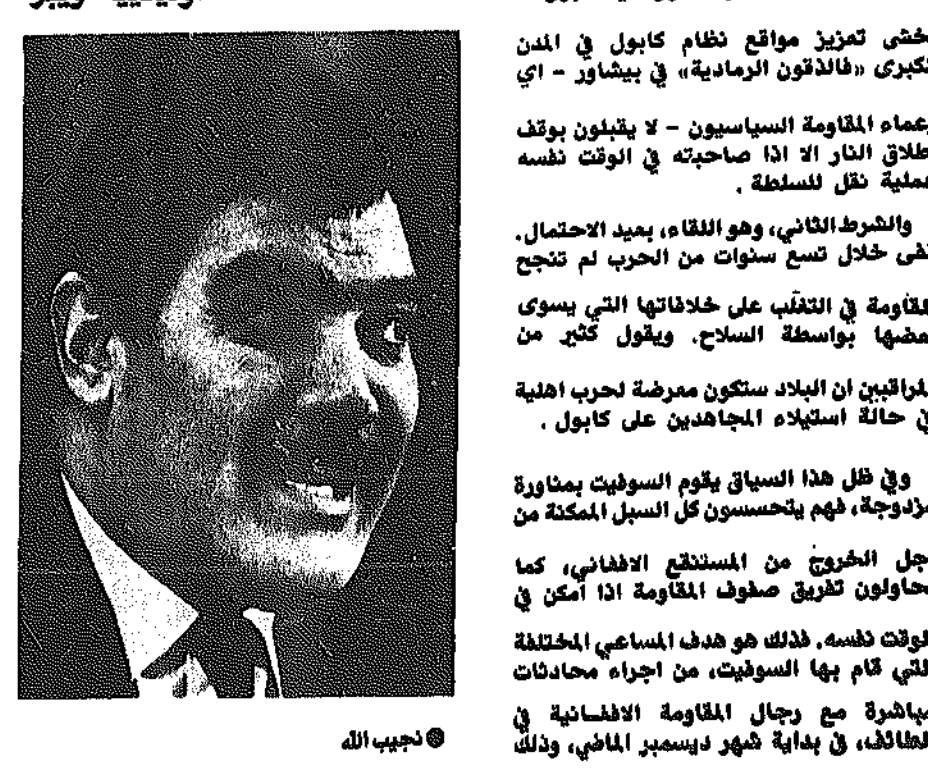 يخشى تعزيز مواقع نظام كابول في المدن
الكبرى «فالذقون الرمادية» في بيشاور – اي
زعماء المقاومة السياسيون – لا يقبلون بوقف
اطلاق النار الا اذا صاحبته في الوقت نفسه
عملية نقل للسلطة .
والشرط الثاني، وهو اللقاء، بعيد الاحتمال.
ففى خلال تسع سنوات من الحرب لم تنجح
المقاومة في التغلّب على خلافاتها التي يسوى
بعضها بواسطة السلاح. ويقول كثير من
المراقبين ان البلاد ستكون معرضة لحرب اهلية
في حالة استيلاء المجاهدين على كابول .
وفي ظل هذا السياق يقوم السوفيت بمناورة
مزدوجة، فهم يتحسسون كل السبل الممكنة من
اجل الخروج من المستنقع الافغاني، كما
يحاولون تفريق صفوف المقاومة اذا أمكن في
الوقت نفسه. فذلك هو هدف المساعي المختلفة
التي قام بها السوفيت، من اجراء محادثات
مباشرة مع رجال المقاومة الافغانية في
الطائف، في بداية شهر ديسمبر الماضي، وذلك
نجيب الله